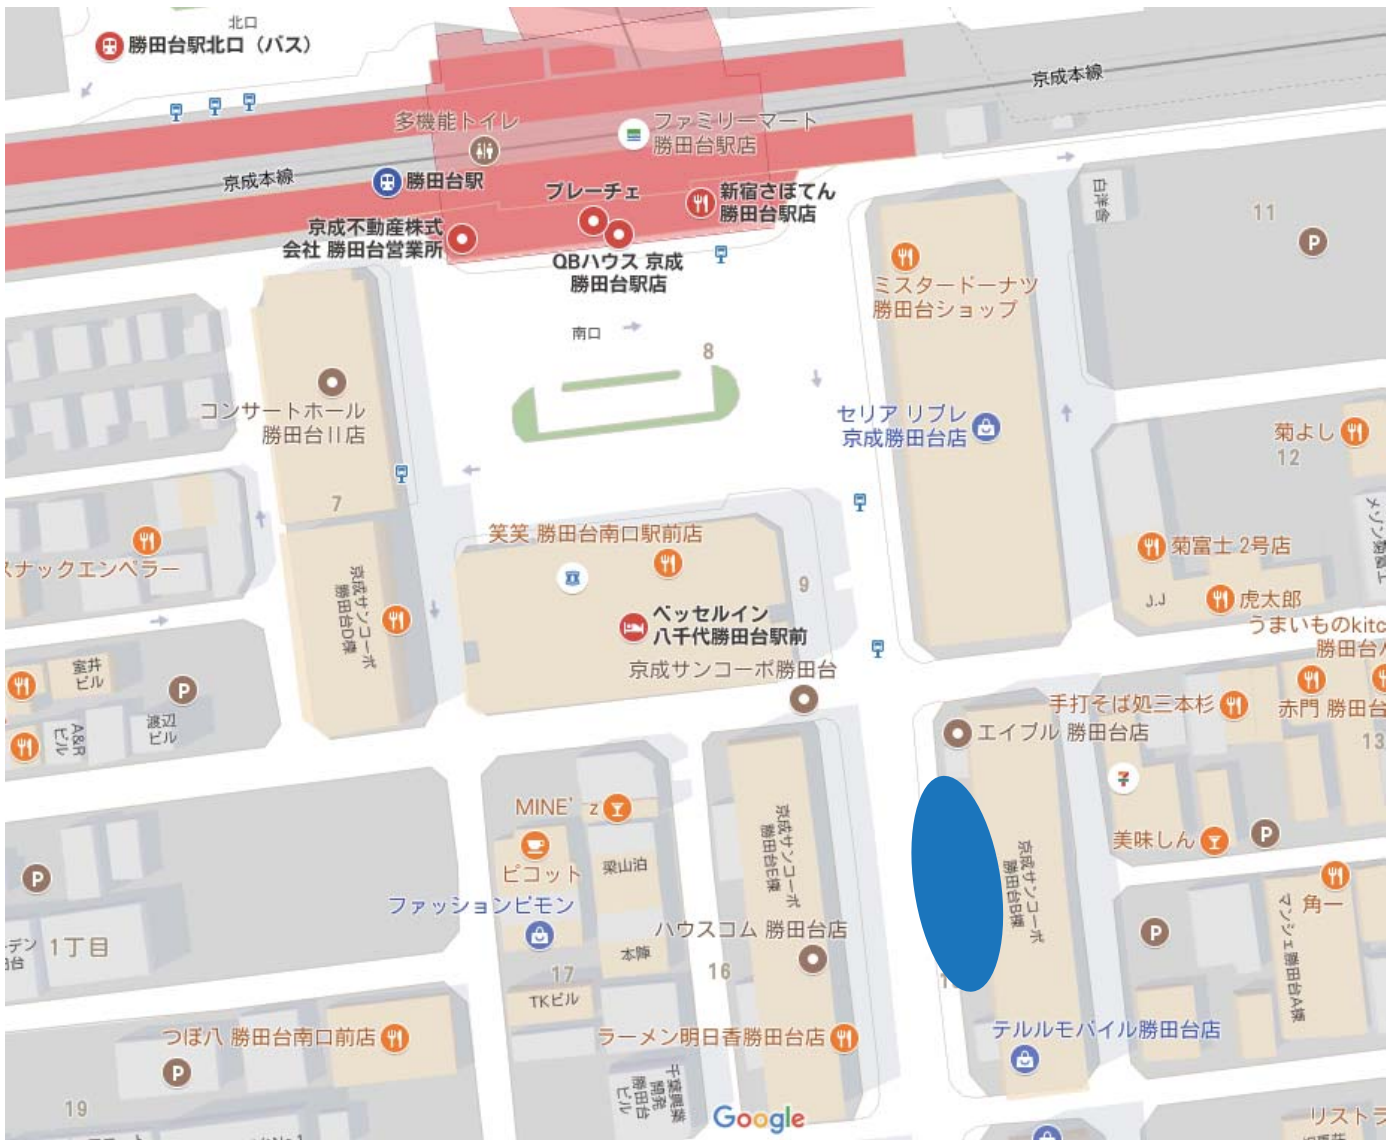 北口
勝田台駅北口（バス）
京成本線
多機能トイレ
ファミリーマート
勝田台駅店
京成本線
勝田台駅
プレーチェ
新宿さぼてん
勝田台駅店
京成不動産株式
会社 勝田台営業所
QBハウス 京成
勝田台駅店
白洋舎
11
P
ミスタードーナツ
勝田台ショップ
南口
8
コンサートホール
勝田台II店
セリア リブレ
京成勝田台店
菊よし
12
7
笑笑 勝田台南口駅前店
スナックエンペラー
京成サンコーポ
勝田台D棟
9
菊富士 2号店
J.J
虎太郎
ベッセルイン
八千代勝田台駅前
うまいものkitc
勝田台
京成サンコーポ勝田台
室井
ビル
P
渡辺
ビル
A&R
ビル
手打そば処三本杉
赤門 勝田台
エイブル 勝田台店
13
7
MINE' z
ピコット
梁山泊
京成サンコーポ
勝田台E棟
京成サンコーポ
勝田台B棟
美味しん
P
P
ファッションピモン
角一
ーデン
台
1丁目
本陣
ハウスコム 勝田台店
P
マンシェ勝田台A棟
17
16
TKビル
つぼ八 勝田台南口前店
ラーメン明日香勝田台店
テルルモバイル勝田台店
P
千葉興業
開発
勝田台
ビル
19
Google
リストラ